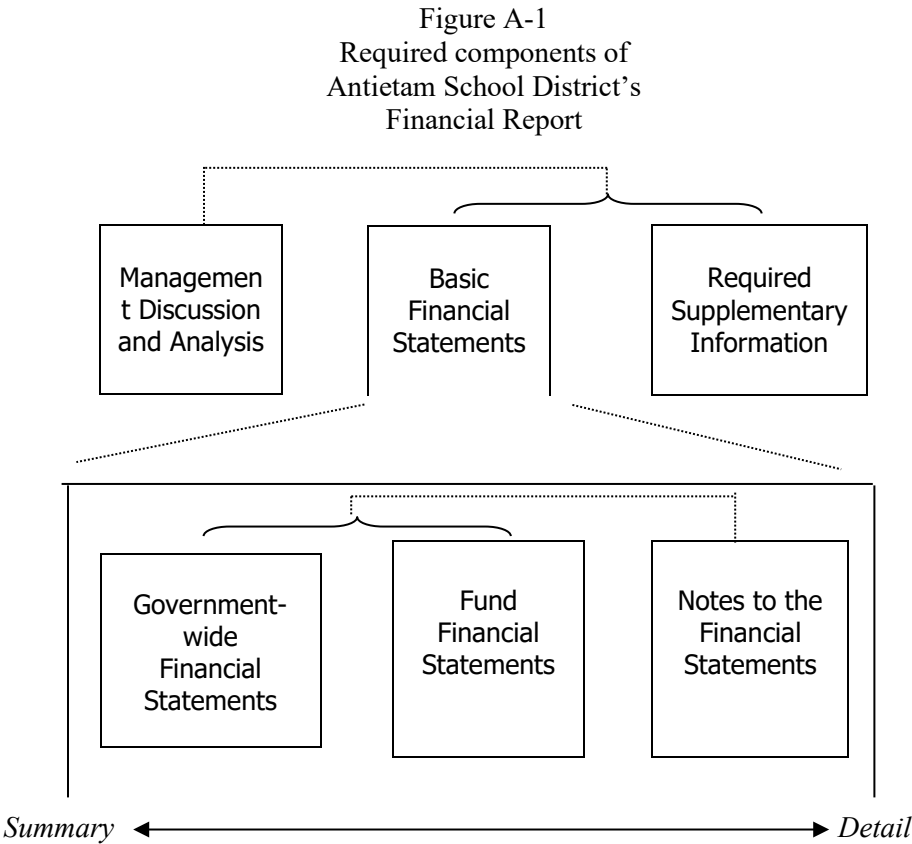 Figure A-1
Required components of
Antietam School District’s
Financial Report
Managemen
t Discussion
and Analysis
Basic
Financial
Statements
Required
Supplementary
Information
Government-
wide
Financial
Statements
Fund
Financial
Statements
Notes to the
Financial
Statements
Summary
Detail